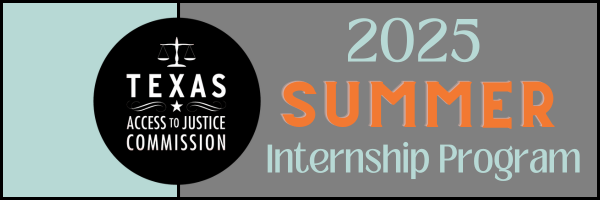 TEXAS
ACCESS TO JUSTICE
COMMISSION
2025
SUMMER
Internship Program